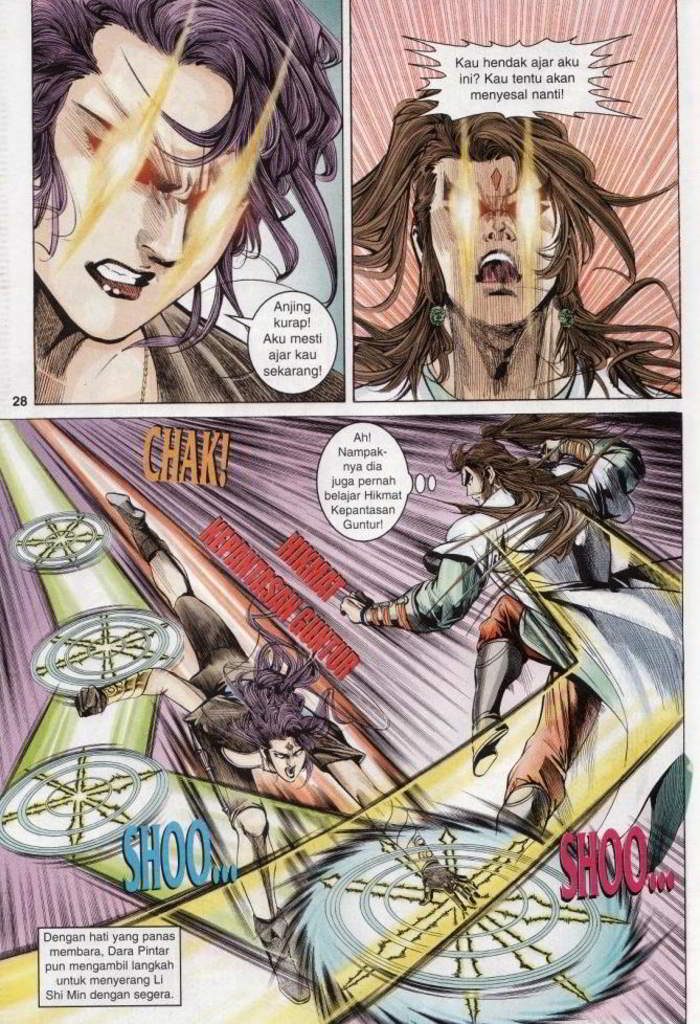 Anjing
kurap!
Aku mesti
ajar kau
sekarang!
Kau hendak ajar aku
ini? Kau tentu akan
menyesal nanti!
28
CHAK!
Ah!
Nampak-
nya dia
juga pernah
belajar Hikmat
Kepantasan
Guntur!
HIKMAT
KEPANTASAN GUNTUR
SHOO...
SHOO...
Dengan hati yang panas
membara, Dara Pintar
pun mengambil langkah
untuk menyerang Li
Shi Min dengan segera.